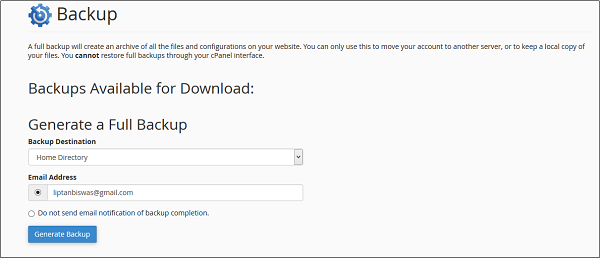 Backup
A full backup will create an archive of all the files and configurations on your website. You can only use this to move your account to another server, or to keep a local copy of
your files. You cannot restore full backups through your cPanel interface.
Backups Available for Download:
Generate a Full Backup
Backup Destination
Home Directory
Email Address
liptanbiswas@gmail.com
Do not send email notification of backup completion.
Generate Backup